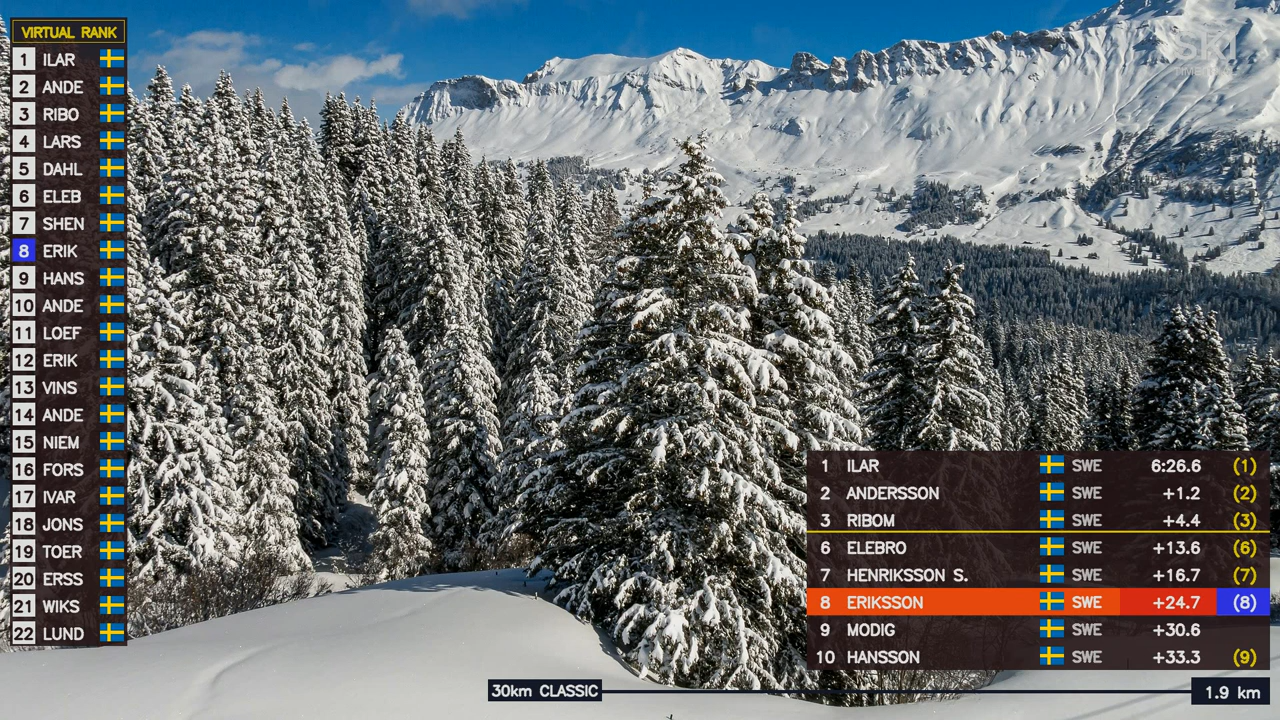 VIRTUAL RANK
1 ILAR
2 ANDE
3 RIBO
4 LARS
5 DAHL
6 ELEB
7 SHEN
8 ERIK
9 HANS
10 ANDE
11 LOEF
12 ERIK
13 VINS
14 ANDE
15 NIEM
16 FORS
17 IVAR
18 JONS
19 TOER
20 ERSS
21 WIKS
22 LUND
SKI
1 ILAR SWE 6:26.6 (1)
2 ANDERSSON SWE +1.2 (2)
3 RIBOM SWE +4.4 (3)
6 ELEBRO SWE +13.6 (6)
7 HENRIKSSON S. SWE +16.7 (7)
8 ERIKSSON SWE +24.7 (8)
9 MODIG SWE +30.6
10 HANSSON SWE +33.3 (9)
30km CLASSIC 1.9 km